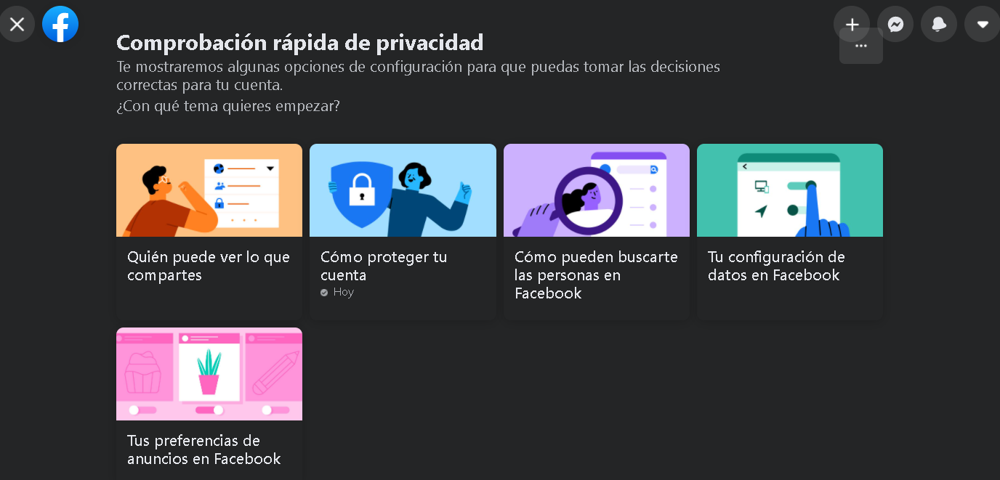 Comprobación rápida de privacidad
Te mostraremos algunas opciones de configuración para que puedas tomar las decisiones
correctas para tu cuenta.
¿Con qué tema quieres empezar?
Quién puede ver lo que
compartes
Cómo proteger tu
cuenta
Hoy
Cómo pueden buscarte
las personas en
Facebook
Tu configuración de
datos en Facebook
Tus preferencias de
anuncios en Facebook